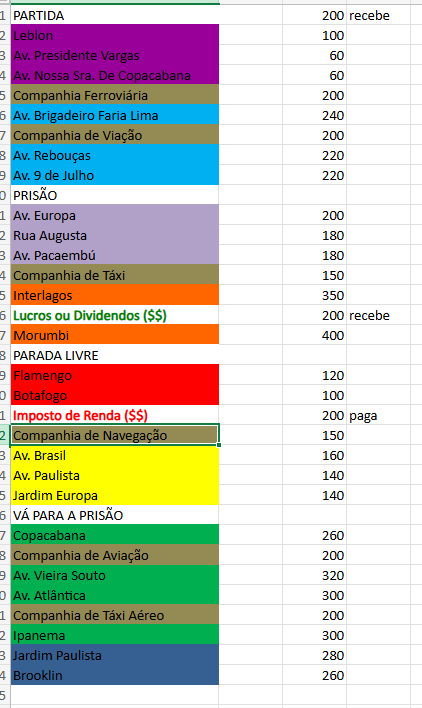 1 PARTIDA 200 recebe
2 Leblon 100
3 Av. Presidente Vargas 60
4 Av. Nossa Sra. De Copacabana 60
5 Companhia Ferroviária 200
6 Av. Brigadeiro Faria Lima 240
7 Companhia de Viação 200
8 Av. Rebouças 220
9 Av. 9 de Julho 220
0 PRISÃO
1 Av. Europa 200
2 Rua Augusta 180
3 Av. Pacaembú 180
4 Companhia de Táxi 150
5 Interlagos 350
6 Lucros ou Dividendos ($$) 200 recebe
7 Morumbi 400
8 PARADA LIVRE
9 Flamengo 120
0 Botafogo 100
1 Imposto de Renda ($$) 200 paga
2 Companhia de Navegação 150
3 Av. Brasil 160
4 Av. Paulista 140
5 Jardim Europa 140
6 VÁ PARA A PRISÃO
7 Copacabana 260
8 Companhia de Aviação 200
9 Av. Vieira Souto 320
0 Av. Atlântica 300
1 Companhia de Táxi Aéreo 200
2 Ipanema 300
3 Jardim Paulista 280
4 Brooklin 260
5